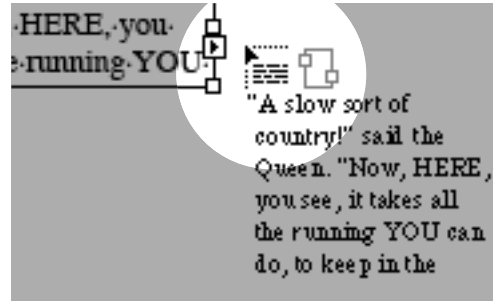 ·HERE,·you·
e·running·YOU·
"A slow sort of
country!" sail the
Queen. "Now, HERE,
you see, it takes all
the running YOU can
do, to keep in the